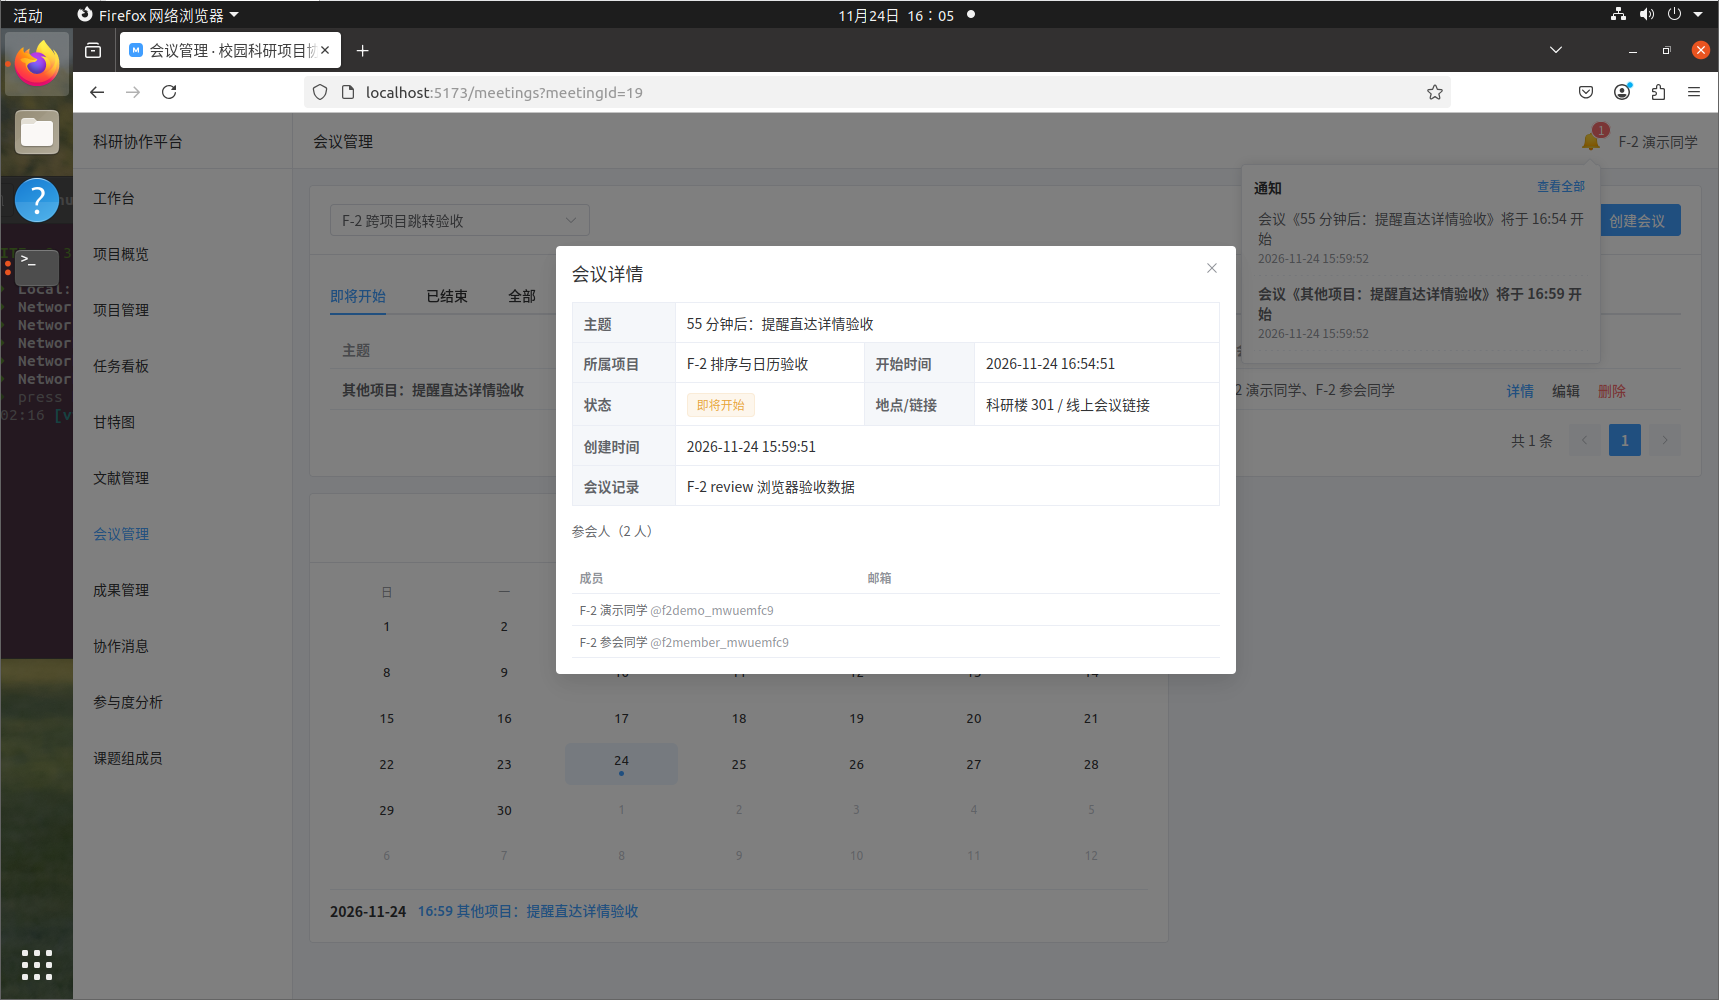 活动
Firefox 网络浏览器
11月24日 16：05
会议管理 · 校园科研项目协
localhost:5173/meetings?meetingId=19
科研协作平台
会议管理
1
F-2 演示同学
工作台
项目概览
项目管理
任务看板
甘特图
文献管理
会议管理
成果管理
协作消息
参与度分析
课题组成员
F-2 跨项目跳转验收
创建会议
通知
查看全部
会议《55 分钟后：提醒直达详情验收》将于 16:54 开
始
2026-11-24 15:59:52
会议《其他项目：提醒直达详情验收》将于 16:59 开
始
2026-11-24 15:59:52
即将开始
已结束
全部
主题
其他项目：提醒直达详情验收
2 演示同学、F-2 参会同学
详情
编辑
删除
共 1 条
1
会议详情
主题
55 分钟后：提醒直达详情验收
所属项目
F-2 排序与日历验收
开始时间
2026-11-24 16:54:51
状态
即将开始
地点/链接
科研楼 301 / 线上会议链接
创建时间
2026-11-24 15:59:51
会议记录
F-2 review 浏览器验收数据
参会人（2 人）
成员
邮箱
F-2 演示同学 @f2demo_mwuemfc9
F-2 参会同学 @f2member_mwuemfc9
日 一
1 2
8 9 10 11 12 13 14
15 16 17 18 19 20 21
22 23 24 25 26 27 28
29 30 1 2 3 4 5
6 7 8 9 10 11 12
2026-11-24 16:59 其他项目：提醒直达详情验收
Local:
Networ
Networ
Networ
Networ
Networ
press
02:16 [v